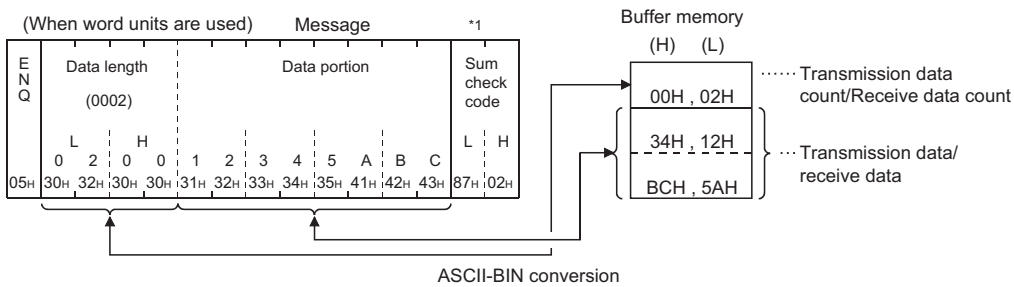 (When word units are used) Message *1
E N Q Data length Data portion Sum check code
(0002)
L H L H
0 2 0 0 1 2 3 4 5 A B C
05H 30H 32H 30H 30H 31H 32H 33H 34H 35H 41H 42H 43H 87H 02H
ASCII-BIN conversion
Buffer memory
(H) (L)
00H , 02H
34H , 12H
BCH , 5AH
Transmission data
count/Receive data count
Transmission data/
receive data